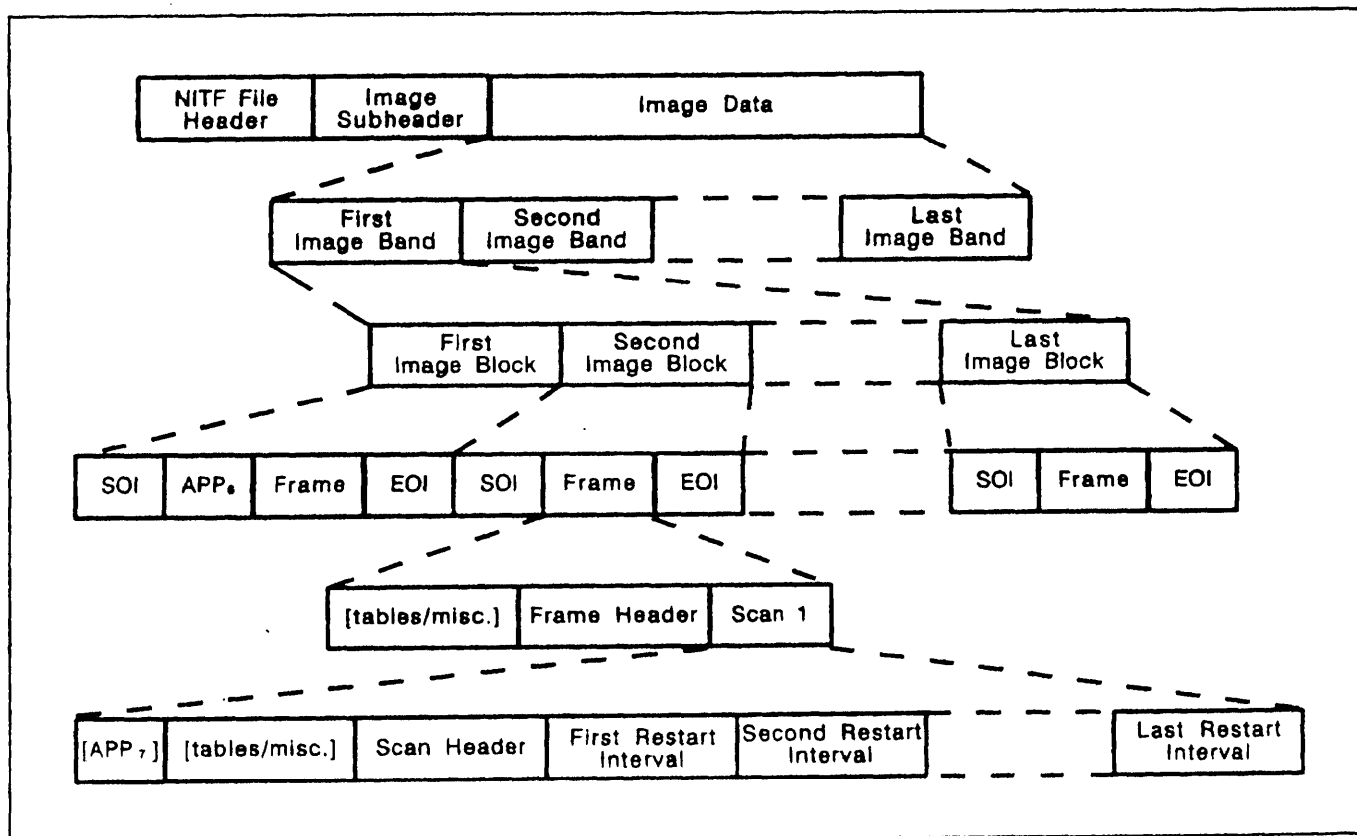 NITF File Header
Image Subheader
Image Data
First Image Band
Second Image Band
Last Image Band
First Image Block
Second Image Block
Last Image Block
SOI
APP₆
Frame
EOI
SOI
Frame
EOI
SOI
Frame
EOI
[tables/misc.]
Frame Header
Scan 1
[APP₇]
[tables/misc.]
Scan Header
First Restart Interval
Second Restart Interval
Last Restart Interval